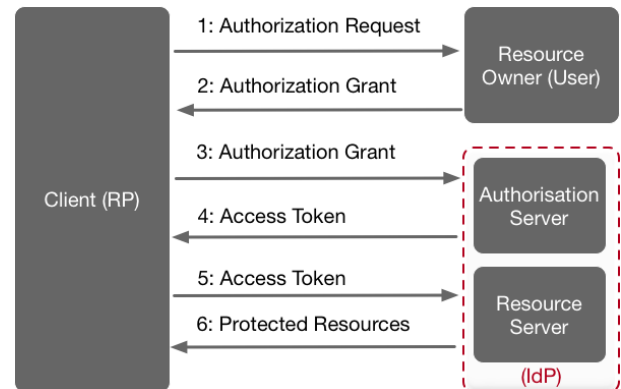 1: Authorization Request
Resource
Owner (User)
2: Authorization Grant
3: Authorization Grant
Client (RP)
Authorisation
Server
4: Access Token
5: Access Token
Resource
Server
6: Protected Resources
(IdP)